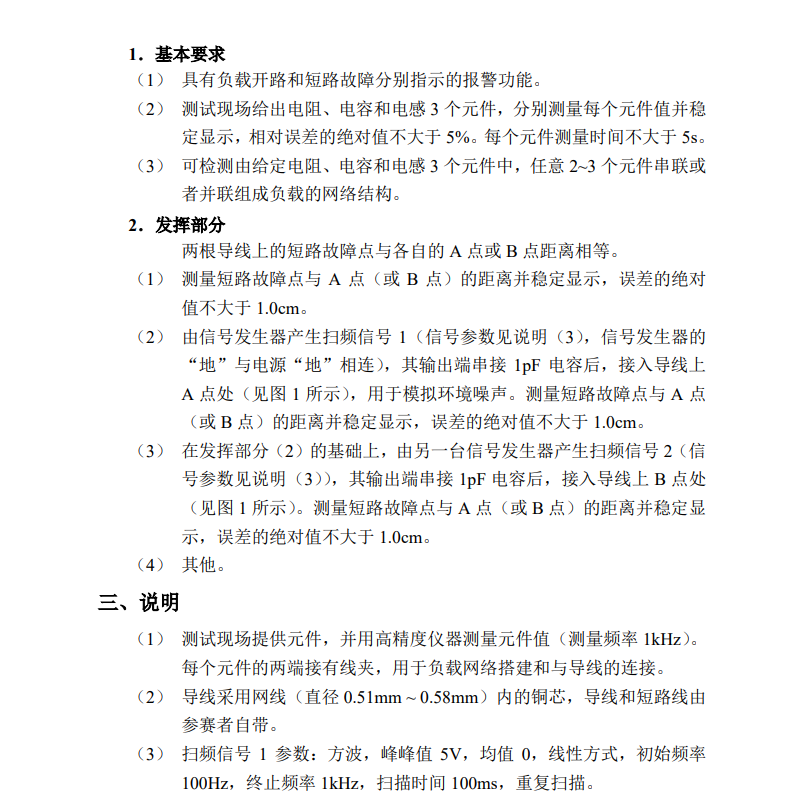 1．基本要求
（1） 具有负载开路和短路故障分别指示的报警功能。
（2） 测试现场给出电阻、电容和电感 3 个元件，分别测量每个元件值并稳
定显示，相对误差的绝对值不大于 5%。每个元件测量时间不大于 5s。
（3） 可检测由给定电阻、电容和电感 3 个元件中，任意 2~3 个元件串联或
者并联组成负载的网络结构。
2．发挥部分
两根导线上的短路故障点与各自的 A 点或 B 点距离相等。
（1） 测量短路故障点与 A 点（或 B 点）的距离并稳定显示，误差的绝对
值不大于 1.0cm。
（2） 由信号发生器产生扫频信号 1（信号参数见说明（3），信号发生器的
“地”与电源“地”相连），其输出端串接 1pF 电容后，接入导线上
A 点处（见图 1 所示），用于模拟环境噪声。测量短路故障点与 A 点
（或 B 点）的距离并稳定显示，误差的绝对值不大于 1.0cm。
（3） 在发挥部分（2）的基础上，由另一台信号发生器产生扫频信号 2（信
号参数见说明（3）），其输出端串接 1pF 电容后，接入导线上 B 点处
（见图 1 所示）。测量短路故障点与 A 点（或 B 点）的距离并稳定显
示，误差的绝对值不大于 1.0cm。
（4） 其他。
三、说明
（1） 测试现场提供元件，并用高精度仪器测量元件值（测量频率 1kHz）。
每个元件的两端接有线夹，用于负载网络搭建和与导线的连接。
（2） 导线采用网线（直径 0.51mm ~ 0.58mm）内的铜芯，导线和短路线由
参赛者自带。
（3） 扫频信号 1 参数：方波，峰峰值 5V，均值 0，线性方式，初始频率
100Hz，终止频率 1kHz，扫描时间 100ms，重复扫描。